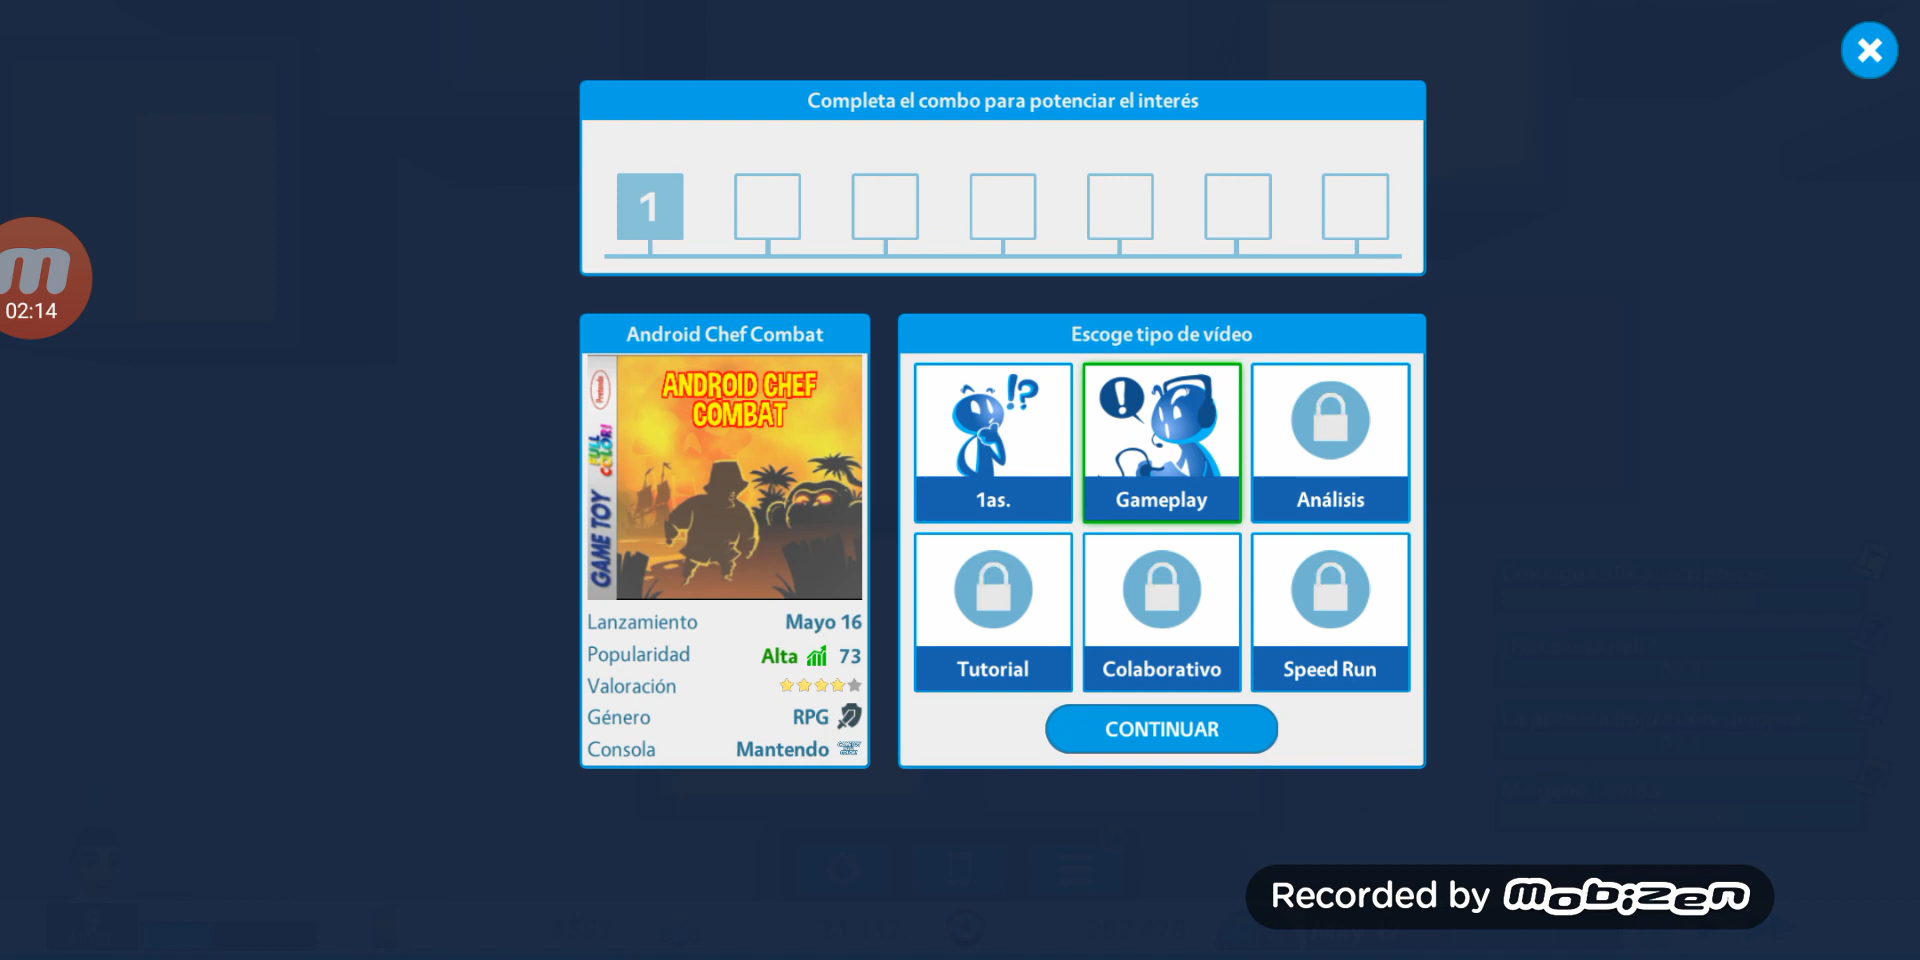 Completa el combo para potenciar el interés
1
m
02:14
Android Chef Combat
ANDROID CHEF
COMBAT
FULL
COLOR!
GAME TOY
Lanzamiento Mayo 16
Popularidad Alta 73
Valoración
Género RPG
Consola Mantendo
Escoge tipo de vídeo
!?
1as.
!
Gameplay
Análisis
Tutorial
Colaborativo
Speed Run
CONTINUAR
Recorded by mobizen